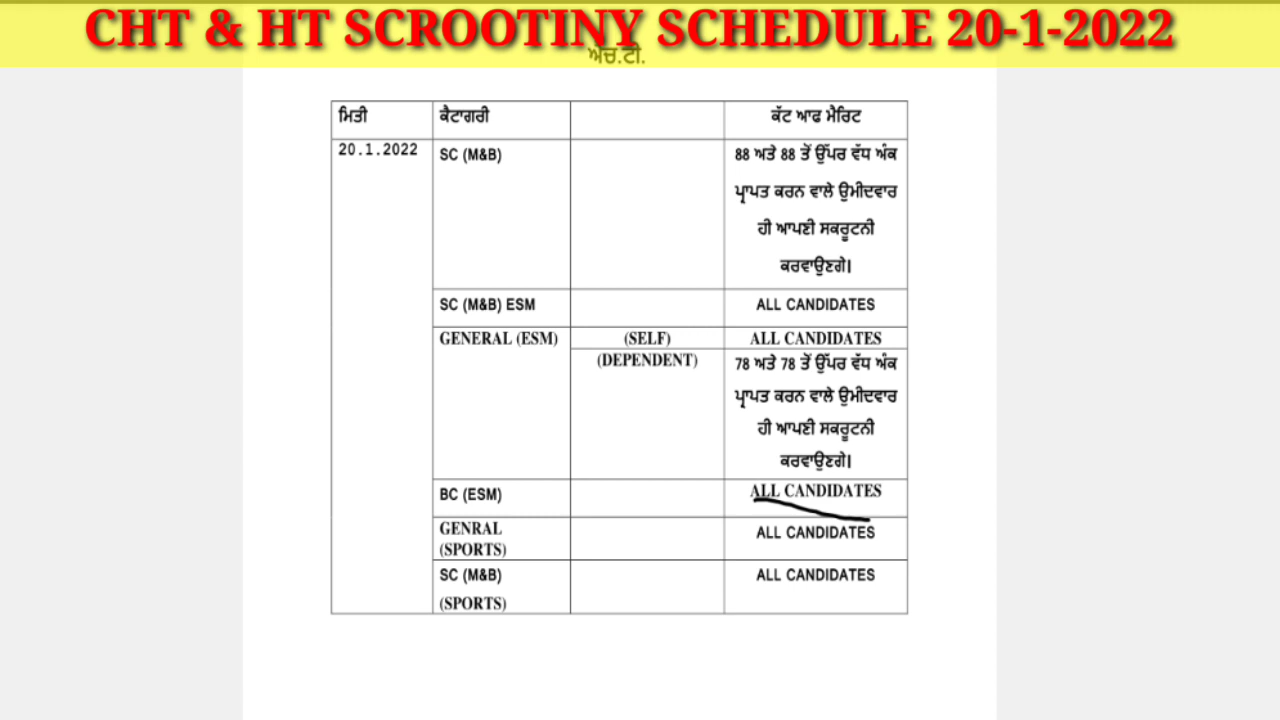 CHT & HT SCROOTINY SCHEDULE 20-1-2022
ਐਚ.ਟੀ.
ਮਿਤੀ ਕੈਟਾਗਰੀ ਕੱਟ ਆਫ ਮੈਰਿਟ
20.1.2022 SC (M&B) 88 ਅਤੇ 88 ਤੋਂ ਉੱਪਰ ਵੱਧ ਅੰਕ
ਪ੍ਰਾਪਤ ਕਰਨ ਵਾਲੇ ਉਮੀਦਵਾਰ
ਹੀ ਆਪਣੀ ਸਕਰੂਟਨੀ
ਕਰਵਾਉਣਗੇ।
SC (M&B) ESM ALL CANDIDATES
GENERAL (ESM) (SELF) ALL CANDIDATES
(DEPENDENT) 78 ਅਤੇ 78 ਤੋਂ ਉੱਪਰ ਵੱਧ ਅੰਕ
ਪ੍ਰਾਪਤ ਕਰਨ ਵਾਲੇ ਉਮੀਦਵਾਰ
ਹੀ ਆਪਣੀ ਸਕਰੂਟਨੀ
ਕਰਵਾਉਣਗੇ।
BC (ESM) ALL CANDIDATES
GENRAL
(SPORTS) ALL CANDIDATES
SC (M&B) ALL CANDIDATES
(SPORTS)